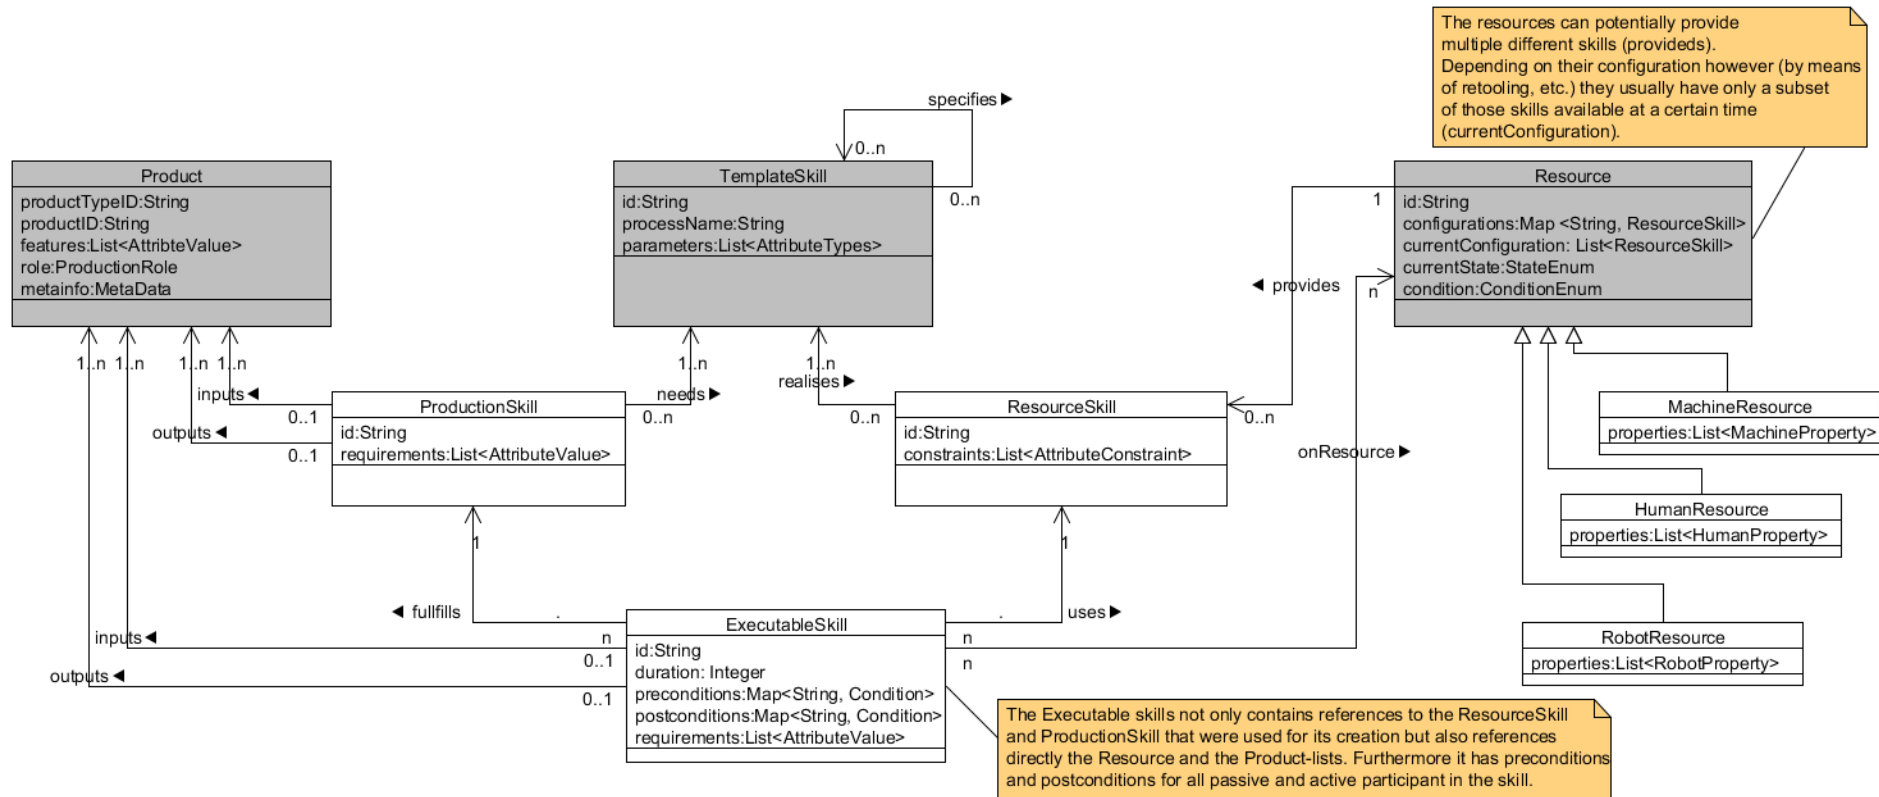 The resources can potentially provide
multiple different skills (provideds).
Depending on their configuration however (by means
of retooling, etc.) they usually have only a subset
of those skills available at a certain time
(currentConfiguration).
specifies ▶
0..n
0..n
Product
productTypeID:String
productID:String
features:List<AttribteValue>
role:ProductionRole
metainfo:MetaData
TemplateSkill
id:String
processName:String
parameters:List<AttributeTypes>
Resource
id:String
configurations:Map <String, ResourceSkill>
currentConfiguration: List<ResourceSkill>
currentState:StateEnum
condition:ConditionEnum
1
◀ provides
n
1..n
1..n
1..n
1..n
1..n
1..n
inputs◀
0..1
outputs ◀
0..1
needs ▶
0..n
realises ▶
0..n
0..n
ProductionSkill
id:String
requirements:List<AttributeValue>
ResourceSkill
id:String
constraints:List<AttributeConstraint>
onResource ▶
MachineResource
properties:List<MachineProperty>
HumanResource
properties:List<HumanProperty>
RobotResource
properties:List<RobotProperty>
1
1
◀ fullfills
.
.
uses ▶
inputs◀
n
0..1
outputs ◀
0..1
n
n
ExecutableSkill
id:String
duration: Integer
preconditions:Map<String, Condition>
postconditions:Map<String, Condition>
requirements:List<AttributeValue>
The Executable skills not only contains references to the ResourceSkill
and ProductionSkill that were used for its creation but also references
directly the Resource and the Product-lists. Furthermore it has preconditions
and postconditions for all passive and active participant in the skill.